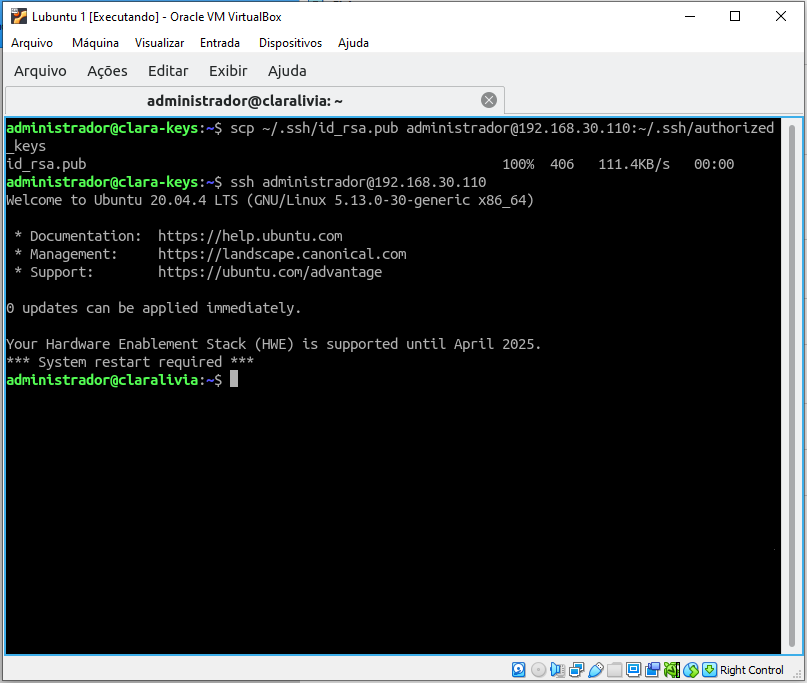 Lubuntu 1 [Executando] - Oracle VM VirtualBox
Arquivo Máquina Visualizar Entrada Dispositivos Ajuda
Arquivo Ações Editar Exibir Ajuda
administrador@claralivia: ~
administrador@clara-keys:~$ scp ~/.ssh/id_rsa.pub administrador@192.168.30.110:~/.ssh/authorized
_keys
id_rsa.pub 100% 406 111.4KB/s 00:00
administrador@clara-keys:~$ ssh administrador@192.168.30.110
Welcome to Ubuntu 20.04.4 LTS (GNU/Linux 5.13.0-30-generic x86_64)
* Documentation: https://help.ubuntu.com
* Management: https://landscape.canonical.com
* Support: https://ubuntu.com/advantage
0 updates can be applied immediately.
Your Hardware Enablement Stack (HWE) is supported until April 2025.
*** System restart required ***
administrador@claralivia:~$
Right Control